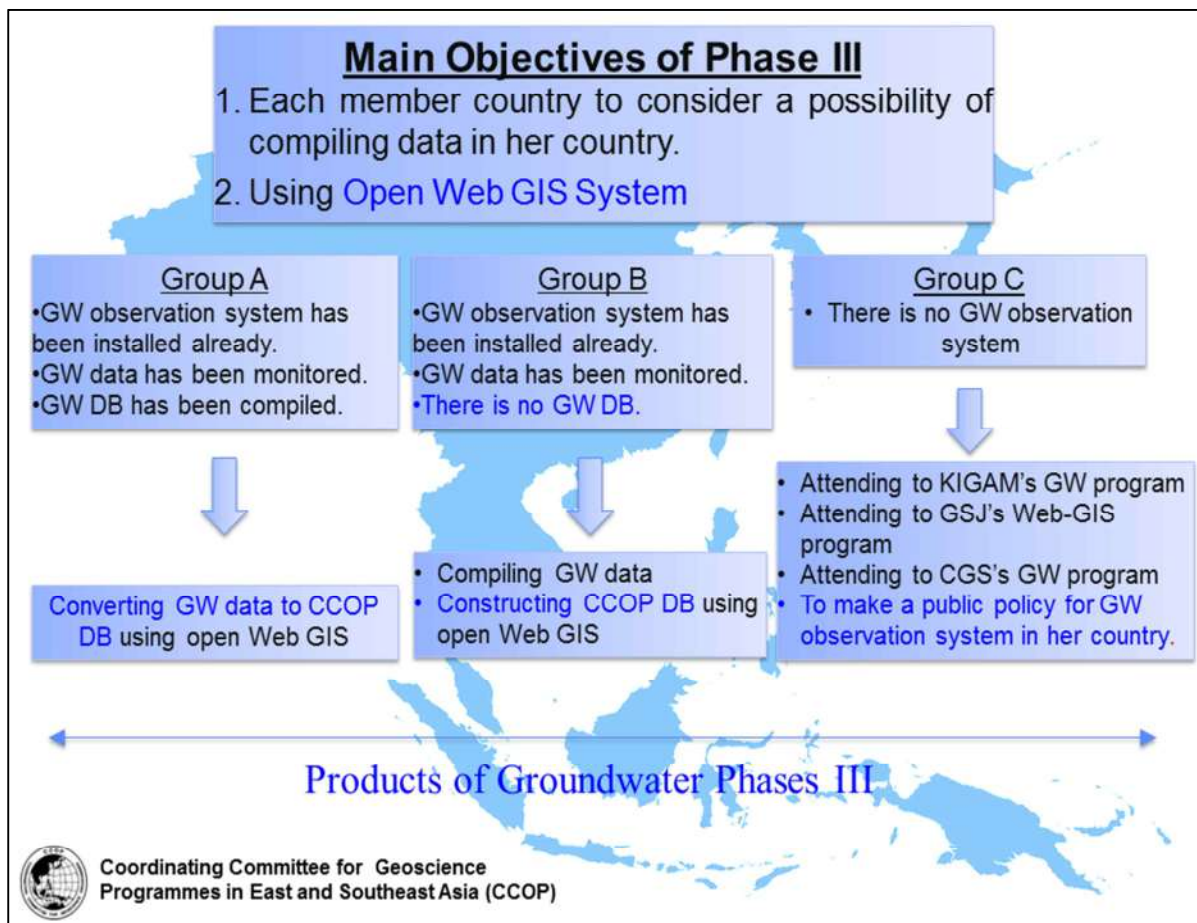 Main Objectives of Phase III
1. Each member country to consider a possibility of
compiling data in her country.
2. Using Open Web GIS System
Group A
•GW observation system has
been installed already.
•GW data has been monitored.
•GW DB has been compiled.
Converting GW data to CCOP
DB using open Web GIS
Group B
•GW observation system has
been installed already.
•GW data has been monitored.
•There is no GW DB.
• Compiling GW data
• Constructing CCOP DB using
open Web GIS
Group C
• There is no GW observation
system
• Attending to KIGAM's GW program
• Attending to GSJ's Web-GIS
program
• Attending to CGS's GW program
• To make a public policy for GW
observation system in her country.
Products of Groundwater Phases III
CCOP
Coordinating Committee for Geoscience
Programmes in East and Southeast Asia (CCOP)